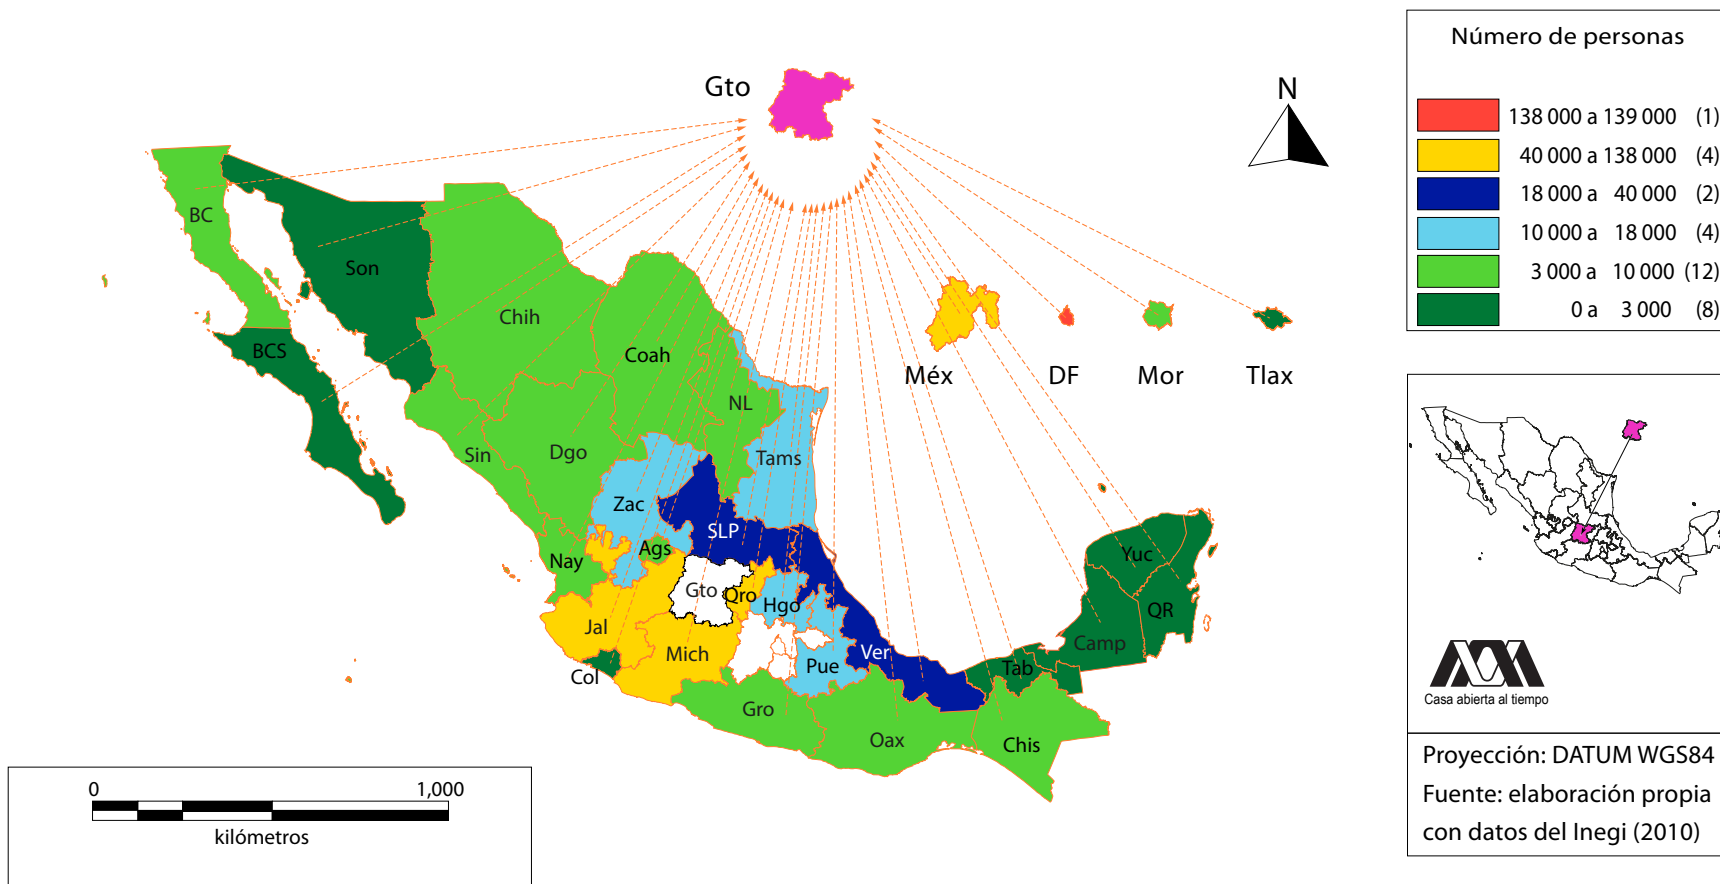 Gto
N
BC
Son
BCS
Chih
Coah
NL
Sin
Dgo
Tams
Zac
SLP
Nay
Ags
Gto
Qro
Hgo
Jal
Mich
Col
Pue
Ver
Gro
Oax
Chis
Tab
Camp
Yuc
QR
Méx
DF
Mor
Tlax
0
1,000
kilómetros
Número de personas
138 000 a 139 000 (1)
40 000 a 138 000 (4)
18 000 a 40 000 (2)
10 000 a 18 000 (4)
3 000 a 10 000 (12)
0 a 3 000 (8)
Casa abierta al tiempo
Proyección: DATUM WGS84
Fuente: elaboración propia
con datos del Inegi (2010)